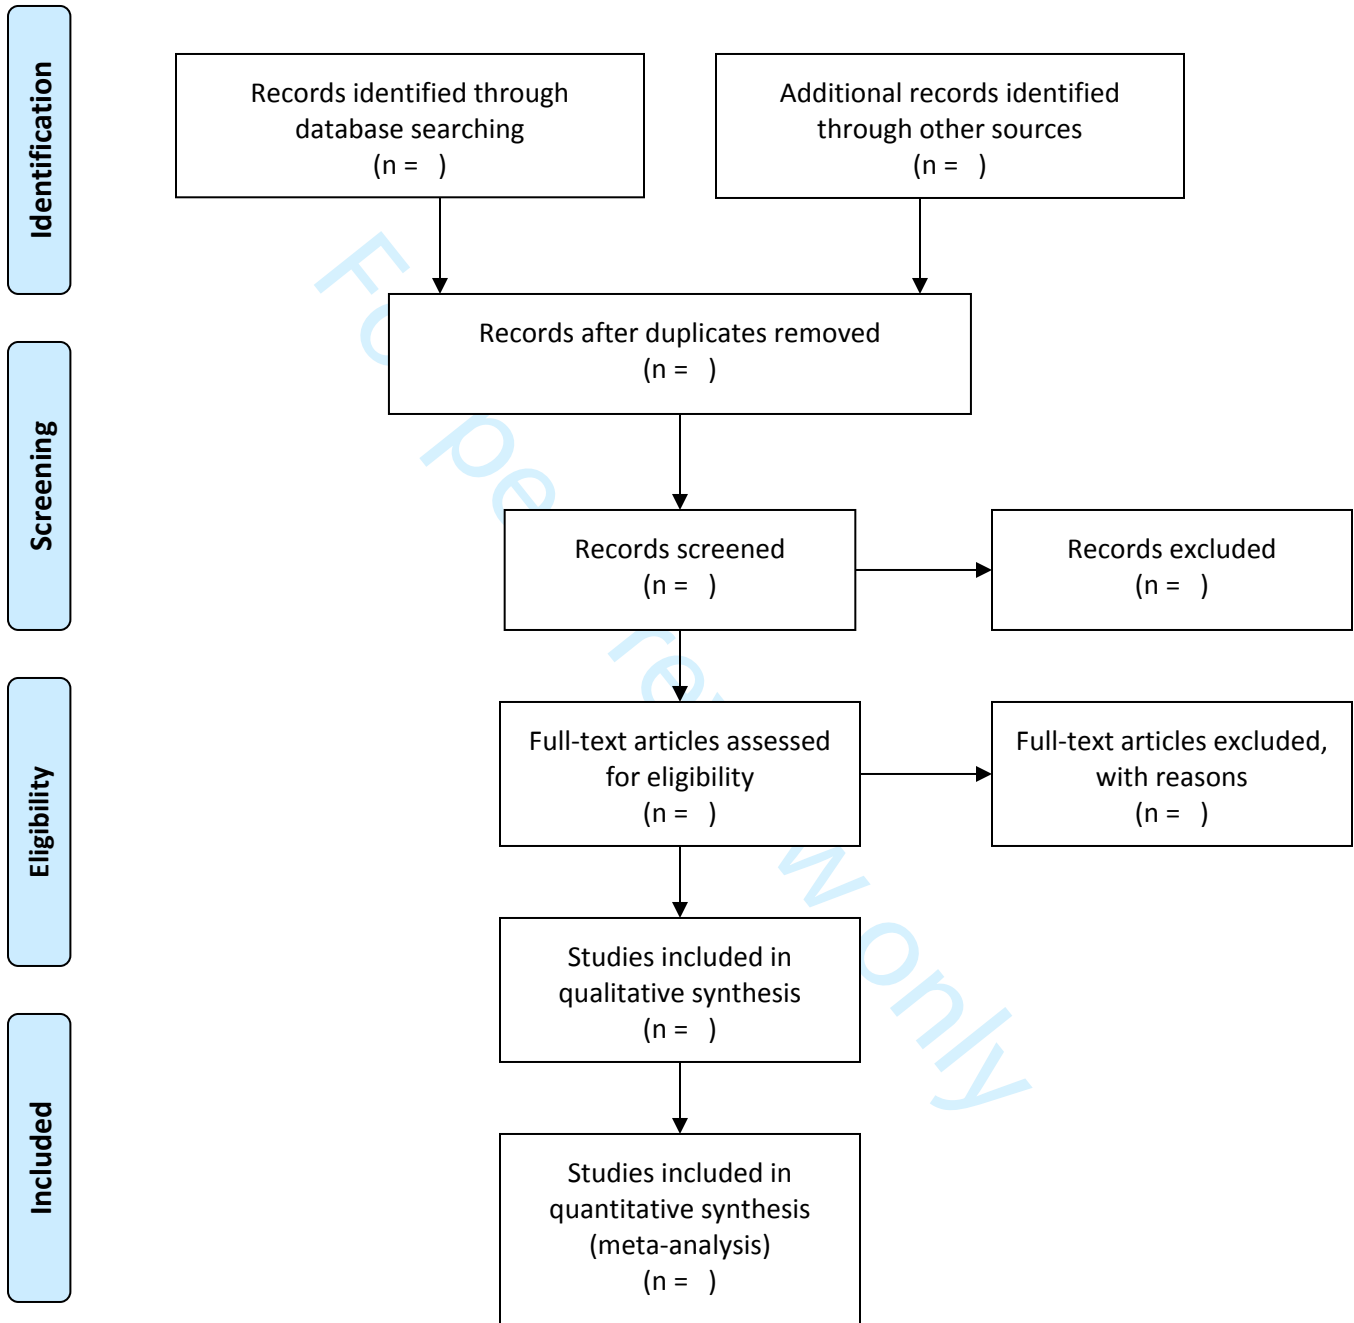 Identification
Records identified through
database searching
(n =   )
Additional records identified
through other sources
(n =   )
Records after duplicates removed
(n =   )
Screening
Records screened
(n =   )
Records excluded
(n =   )
Eligibility
Full-text articles assessed
for eligibility
(n =   )
Full-text articles excluded,
with reasons
(n =   )
Studies included in
qualitative synthesis
(n =   )
Included
Studies included in
quantitative synthesis
(meta-analysis)
(n =   )
For peer review only